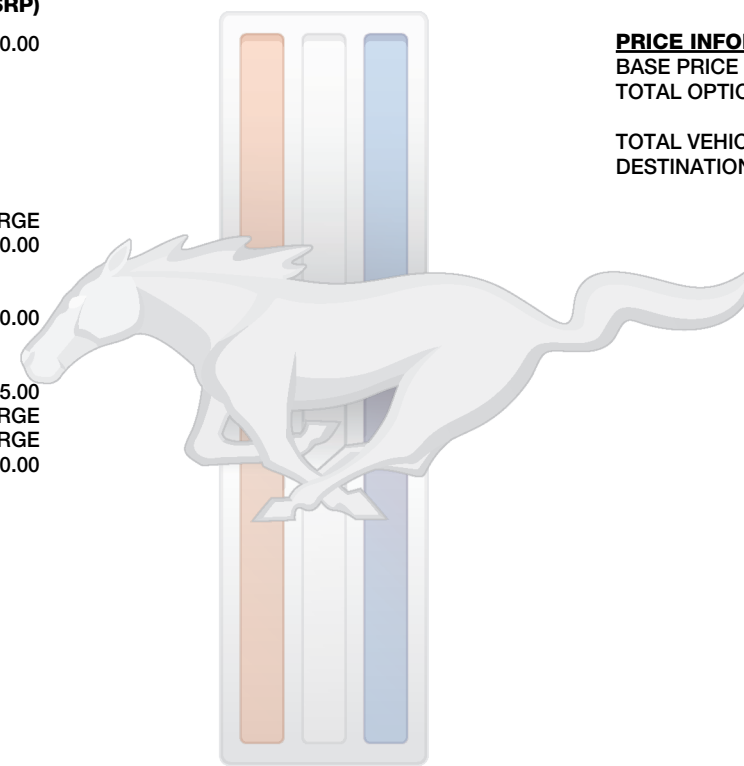 SRP)
0.00
RGE
0.00
0.00
5.00
RGE
RGE
0.00
PRICE INFO
BASE PRICE
TOTAL OPTIO
TOTAL VEHIC
DESTINATION